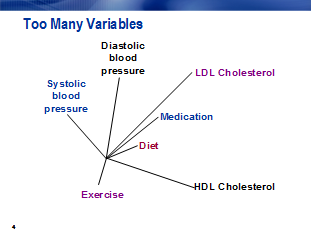 Too Many Variables
Diastolic
blood
pressure
LDL Cholesterol
Systolic
blood
pressure
Medication
Diet
HDL Cholesterol
Exercise
4